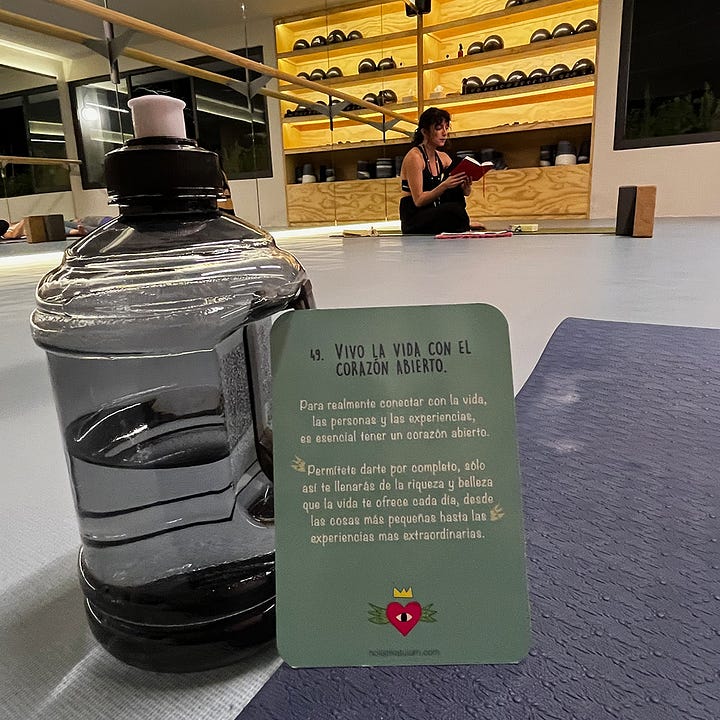 49. VIVO LA VIDA CON EL
CORAZÓN ABIERTO.
Para realmente conectar con la vida,
las personas y las experiencias,
es esencial tener un corazón abierto.
Permítete darte por completo, sólo
así te llenarás de la riqueza y belleza
que la vida te ofrece cada día, desde
las cosas más pequeñas hasta las
experiencias mas extraordinarias.